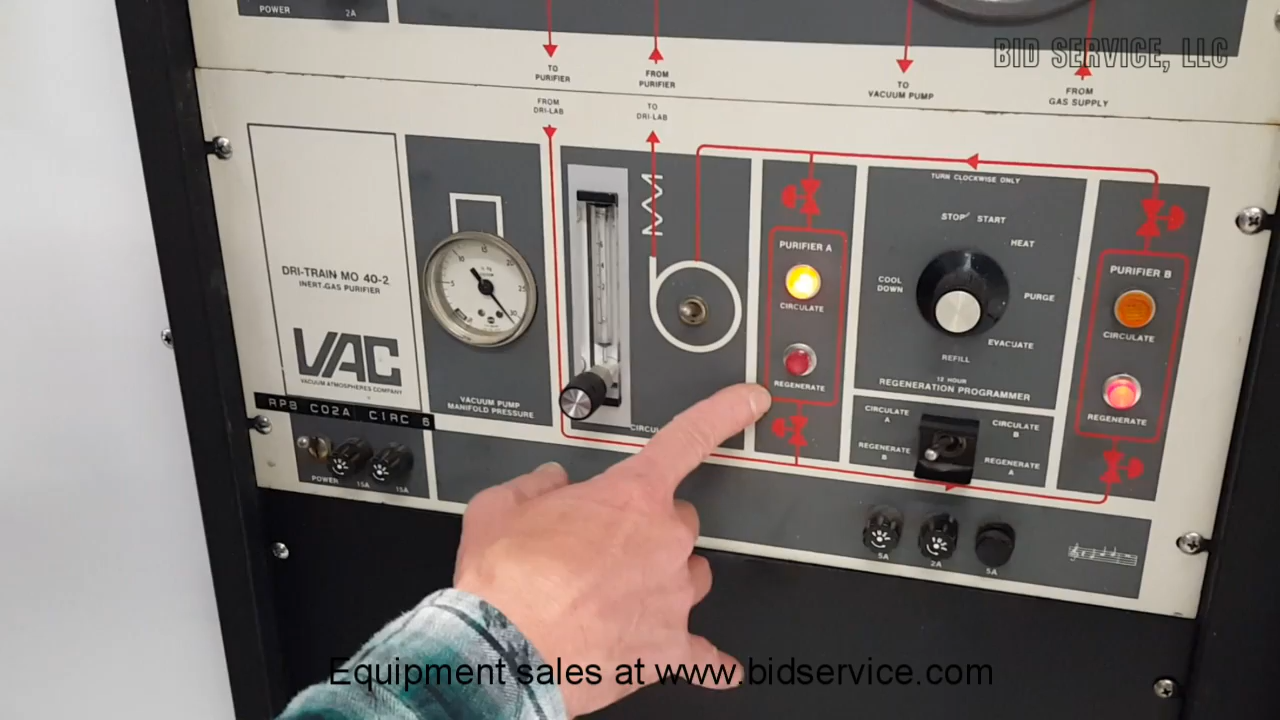 POWER
2A
BID SERVICE, LLC
TO
PURIFIER
FROM
PURIFIER
TO
VACUUM PUMP
FROM
GAS SUPPLY
FROM
DRI-LAB
TO
DRI-LAB
DRI-TRAIN MO 40-2
INERT-GAS PURIFIER
VAC
VACUUM ATMOSPHERES COMPANY
VACUUM PUMP
MANIFOLD PRESSURE
RPB CO2A CIRC 6
POWER
15A
15A
PURIFIER A
CIRCULATE
REGENERATE
TURN CLOCKWISE ONLY
STOP
START
HEAT
COOL
DOWN
PURGE
EVACUATE
REFILL
12 HOUR
REGENERATION PROGRAMMER
CIRCULATE
A
CIRCULATE
B
REGENERATE
B
REGENERATE
A
PURIFIER B
CIRCULATE
REGENERATE
5A
2A
5A
Equipment sales at www.bidservice.com